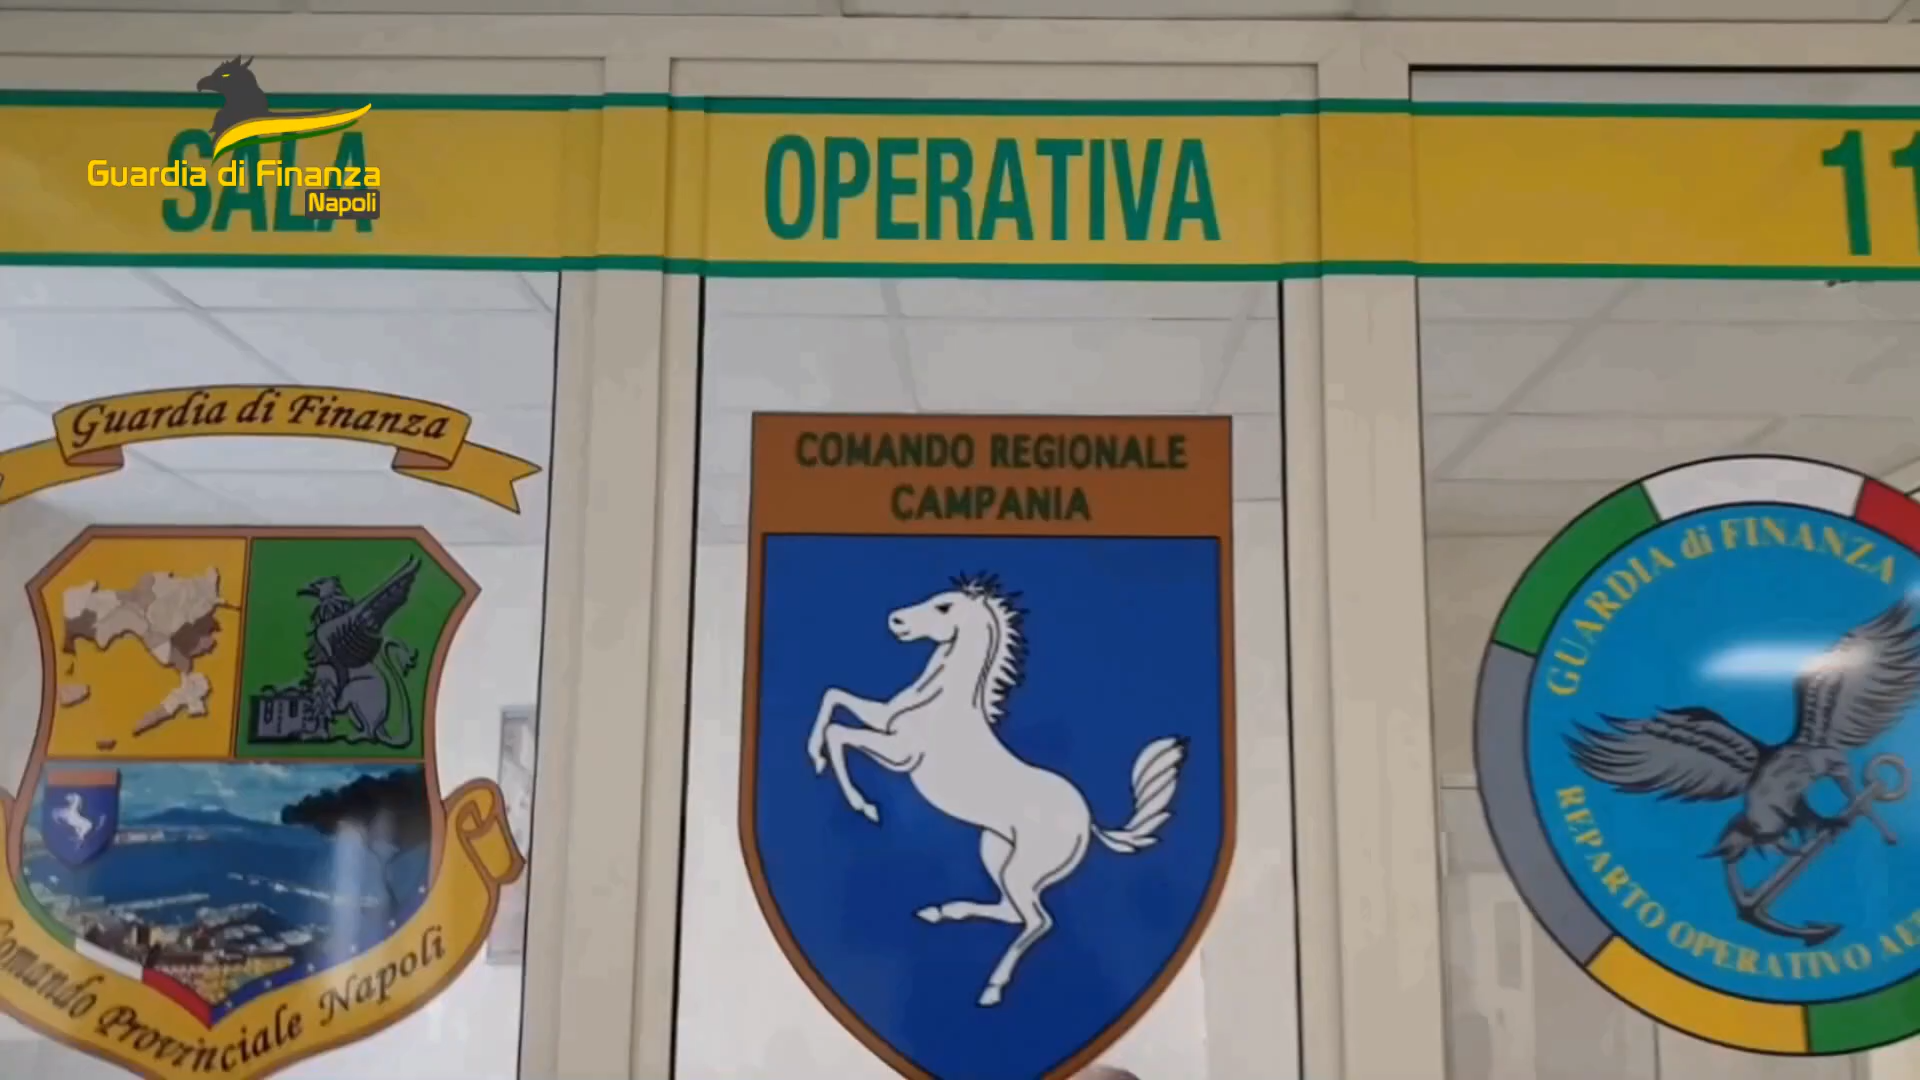 SALA OPERATIVA 11
Guardia di Finanza
Napoli
Guardia di Finanza
Comando Provinciale Napoli
COMANDO REGIONALE
CAMPANIA
GUARDIA di FINANZA
REPARTO OPERATIVO